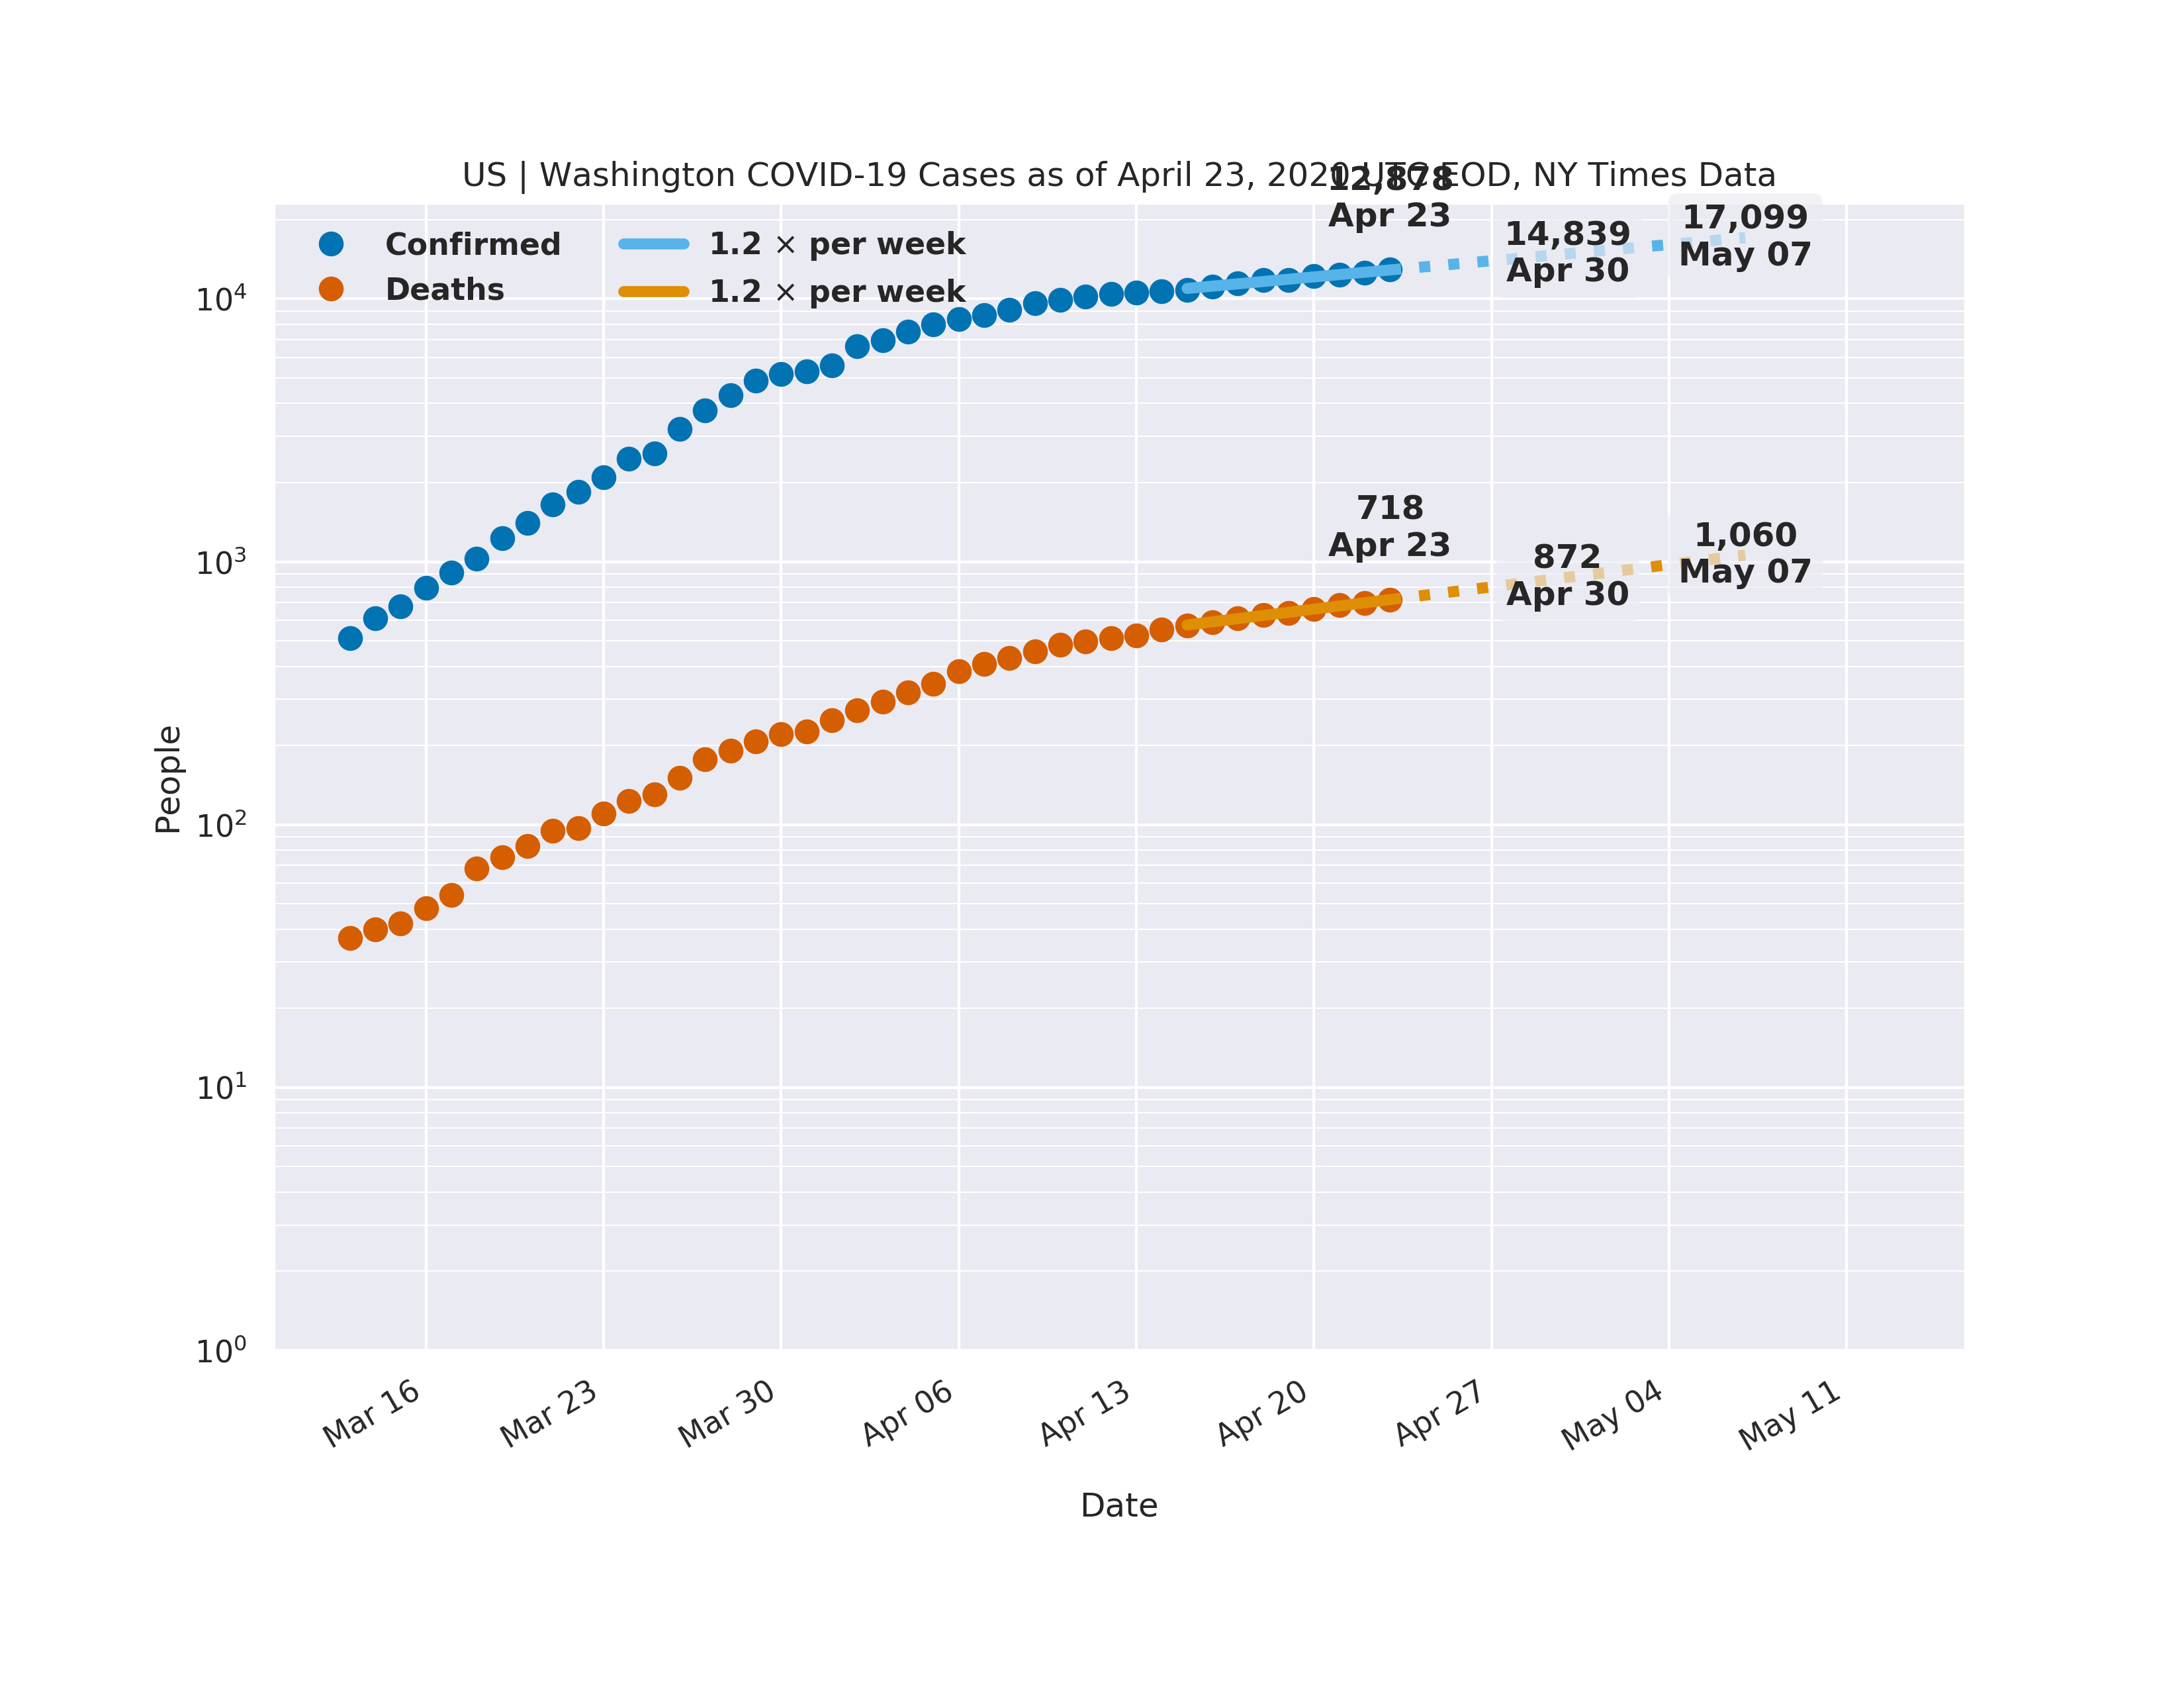 US | Washington COVID-19 Cases as of April 23, 2020 UTC EOD, NY Times Data
12,878
Apr 23
14,839
Apr 30
17,099
May 07
Confirmed
Deaths
1.2 × per week
1.2 × per week
718
Apr 23
872
Apr 30
1,060
May 07
People
10⁴
10³
10²
10¹
10⁰
Mar 16
Mar 23
Mar 30
Apr 06
Apr 13
Apr 20
Apr 27
May 04
May 11
Date